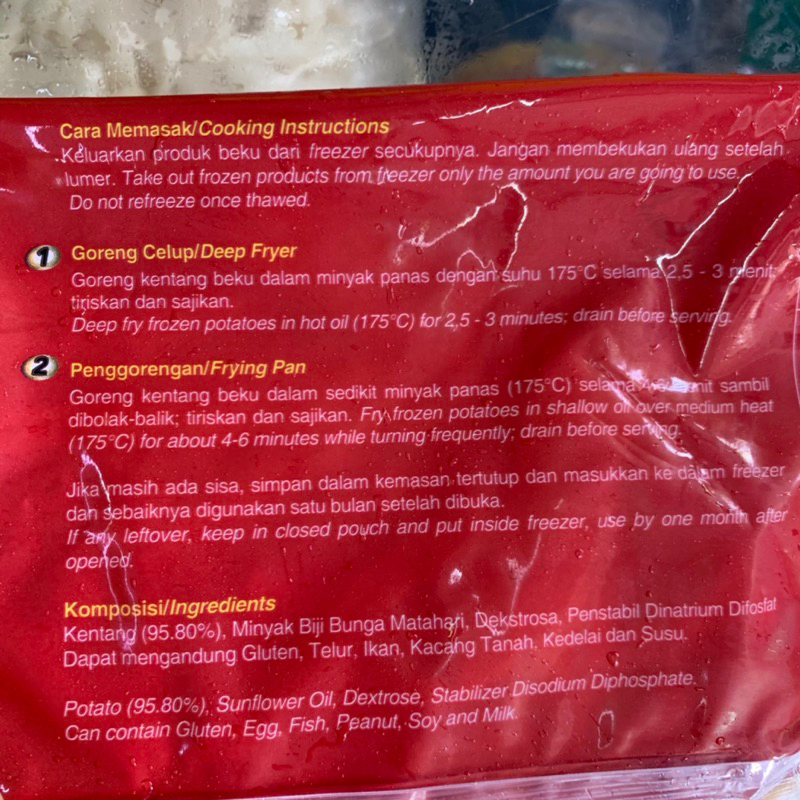 Cara Memasak/Cooking Instructions
Keluarkan produk beku dari freezer secukupnya. Jangan membekukan ulang setelah
lumer. Take out frozen products from freezer only the amount you are going to use.
Do not refreeze once thawed.
1 Goreng Celup/Deep Fryer
Goreng kentang beku dalam minyak panas dengan suhu 175°C selama 2,5 - 3 menit;
tiriskan dan sajikan.
Deep fry frozen potatoes in hot oil (175°C) for 2,5 - 3 minutes; drain before serving.
2 Penggorengan/Frying Pan
Goreng kentang beku dalam sedikit minyak panas (175°C) selama menit sambil
dibolak-balik; tiriskan dan sajikan. Fry frozen potatoes in shallow oil over medium heat
(175°C) for about 4-6 minutes while turning frequently; drain before serving.
Jika masih ada sisa, simpan dalam kemasan tertutup dan masukkan ke dalam freezer
dan sebaiknya digunakan satu bulan setelah dibuka.
If any leftover, keep in closed pouch and put inside freezer, use by one month after
opened.
Komposisi/Ingredients
Kentang (95.80%), Minyak Biji Bunga Matahari, Dekstrosa, Penstabil Dinatrium Difosfat
Dapat mengandung Gluten, Telur, Ikan, Kacang Tanah, Kedelai dan Susu.
Potato (95.80%), Sunflower Oil, Dextrose, Stabilizer Disodium Diphosphate.
Can contain Gluten, Egg, Fish, Peanut, Soy and Milk.